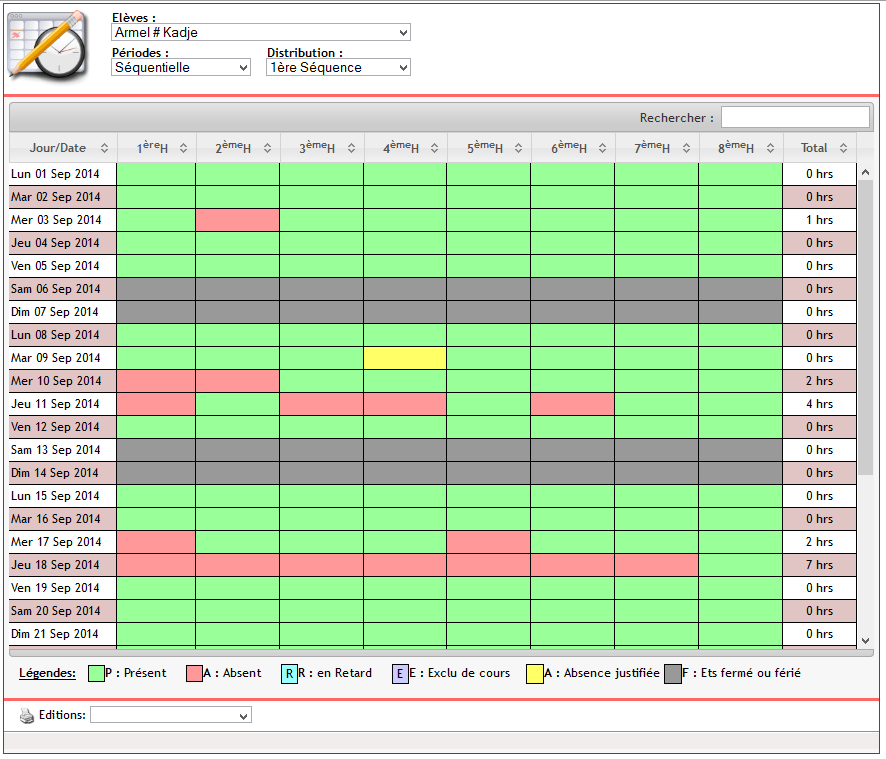 Elèves :
Armel # Kadje
Périodes : Distribution :
Séquentielle 1ère Séquence
Rechercher :
Jour/Date 1èreH 2èmeH 3èmeH 4èmeH 5èmeH 6èmeH 7èmeH 8èmeH Total
Lun 01 Sep 2014 0 hrs
Mar 02 Sep 2014 0 hrs
Mer 03 Sep 2014 1 hrs
Jeu 04 Sep 2014 0 hrs
Ven 05 Sep 2014 0 hrs
Sam 06 Sep 2014 0 hrs
Dim 07 Sep 2014 0 hrs
Lun 08 Sep 2014 0 hrs
Mar 09 Sep 2014 0 hrs
Mer 10 Sep 2014 2 hrs
Jeu 11 Sep 2014 4 hrs
Ven 12 Sep 2014 0 hrs
Sam 13 Sep 2014 0 hrs
Dim 14 Sep 2014 0 hrs
Lun 15 Sep 2014 0 hrs
Mar 16 Sep 2014 0 hrs
Mer 17 Sep 2014 2 hrs
Jeu 18 Sep 2014 7 hrs
Ven 19 Sep 2014 0 hrs
Sam 20 Sep 2014 0 hrs
Dim 21 Sep 2014 0 hrs
Légendes: P : Présent A : Absent R R : en Retard E E : Exclu de cours A : Absence justifiée F : Ets fermé ou férié
Editions: